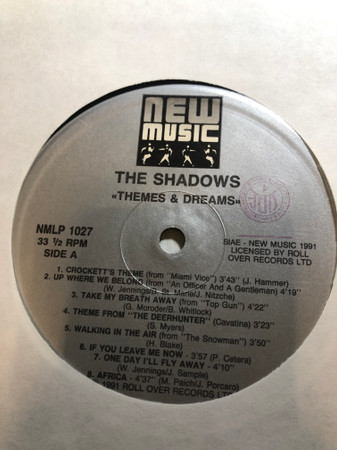 NEW
MUSIC
THE SHADOWS
«THEMES & DREAMS»
NMLP 1027
33 ½ RPM
SIDE A
SIAE - NEW MUSIC 1991
LICENSED BY ROLL
OVER RECORDS LTD
1. CROCKETT'S THEME (from "Miami Vice") 3'43" (J. Hammer)
2. UP WHERE WE BELONG (from "An Officer And A Gentleman) 4'19"
(W. Jennings/B. St. Marie/J. Nitzche)
3. TAKE MY BREATH AWAY (from "Top Gun") 4'22"
(G. Moroder/B. Whitlock)
4. THEME FROM "THE DEERHUNTER" (Cavatina) 3'23"
(S. Myers)
5. WALKING IN THE AIR (from "The Snowman") 3'50"
(H. Blake)
6. IF YOU LEAVE ME NOW - 3'57 (P. Cetera)
7. ONE DAY I'LL FLY AWAY - 4'10"
(W. Jennings/J. Sample)
8. AFRICA - 4'37" (M. Paich/J. Porcaro)
1991 ROLL OVER RECORDS LTD